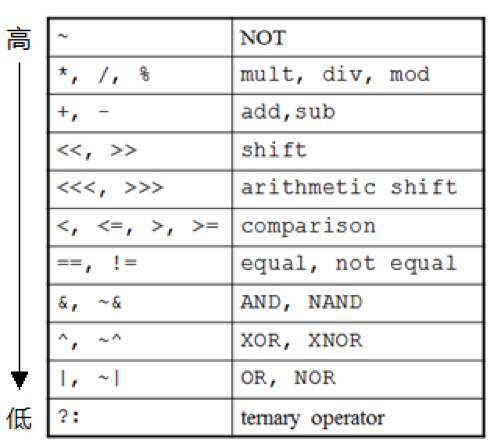 高
~ NOT
*, /, % mult, div, mod
+, - add,sub
<<, >> shift
<<<, >>> arithmetic shift
<, <=, >, >= comparison
==, != equal, not equal
&, ~& AND, NAND
^, ~^ XOR, XNOR
|, ~| OR, NOR
低
?: ternary operator